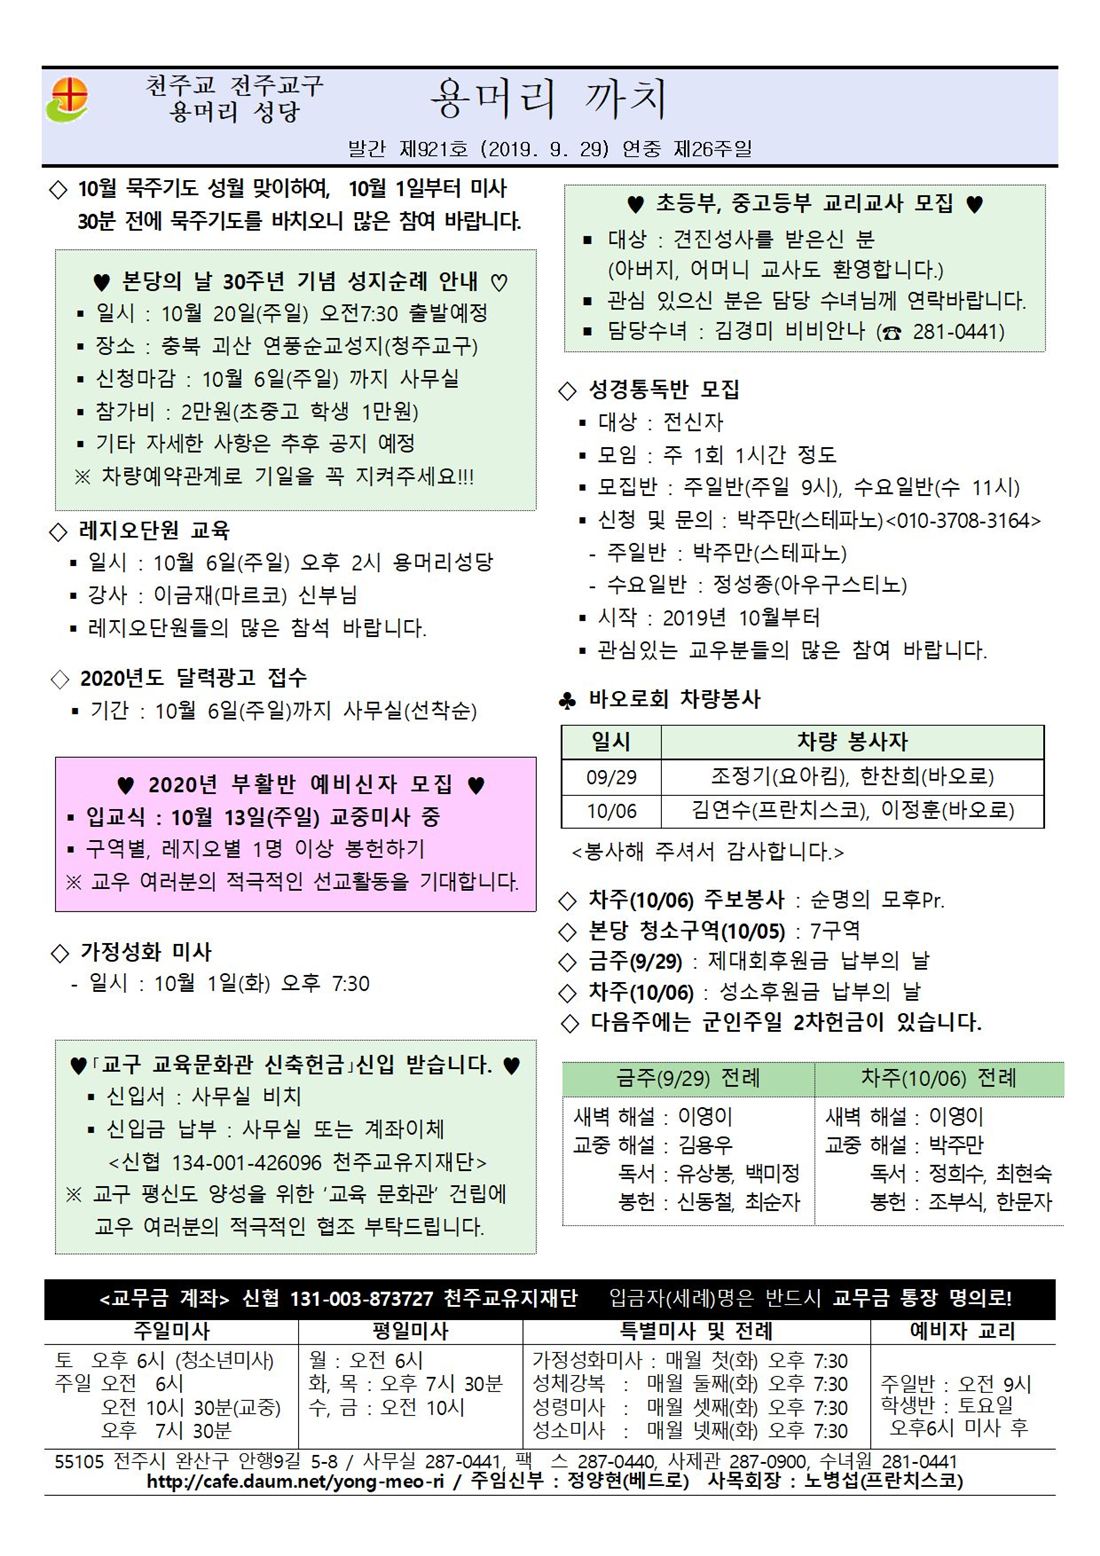 천주교 전주교구
용머리 성당
용머리 까치
발간 제921호 (2019. 9. 29) 연중 제26주일
◇ 10월 묵주기도 성월 맞이하여, 10월 1일부터 미사
30분 전에 묵주기도를 바치오니 많은 참여 바랍니다.
♥ 본당의 날 30주년 기념 성지순례 안내 ♡
▪ 일시 : 10월 20일(주일) 오전7:30 출발예정
▪ 장소 : 충북 괴산 연풍순교성지(청주교구)
▪ 신청마감 : 10월 6일(주일) 까지 사무실
▪ 참가비 : 2만원(초중고 학생 1만원)
▪ 기타 자세한 사항은 추후 공지 예정
※ 차량예약관계로 기일을 꼭 지켜주세요!!!
◇ 레지오단원 교육
▪ 일시 : 10월 6일(주일) 오후 2시 용머리성당
▪ 강사 : 이금재(마르코) 신부님
▪ 레지오단원들의 많은 참석 바랍니다.
◇ 2020년도 달력광고 접수
▪ 기간 : 10월 6일(주일)까지 사무실(선착순)
♥ 2020년 부활반 예비신자 모집 ♥
▪ 입교식 : 10월 13일(주일) 교중미사 중
▪ 구역별, 레지오별 1명 이상 봉헌하기
※ 교우 여러분의 적극적인 선교활동을 기대합니다.
◇ 가정성화 미사
- 일시 : 10월 1일(화) 오후 7:30
♥「교구 교육문화관 신축헌금」신입 받습니다. ♥
▪ 신입서 : 사무실 비치
▪ 신입금 납부 : 사무실 또는 계좌이체
<신협 134-001-426096 천주교유지재단>
※ 교구 평신도 양성을 위한 ‘교육 문화관’ 건립에
교우 여러분의 적극적인 협조 부탁드립니다.
♥ 초등부, 중고등부 교리교사 모집 ♥
▪ 대상 : 견진성사를 받은신 분
(아버지, 어머니 교사도 환영합니다.)
▪ 관심 있으신 분은 담당 수녀님께 연락바랍니다.
▪ 담당수녀 : 김경미 비비안나 (☎ 281-0441)
◇ 성경통독반 모집
▪ 대상 : 전신자
▪ 모임 : 주 1회 1시간 정도
▪ 모집반 : 주일반(주일 9시), 수요일반(수 11시)
▪ 신청 및 문의 : 박주만(스테파노)<010-3708-3164>
- 주일반 : 박주만(스테파노)
- 수요일반 : 정성종(아우구스티노)
▪ 시작 : 2019년 10월부터
▪ 관심있는 교우분들의 많은 참여 바랍니다.
♣ 바오로회 차량봉사
일시 차량 봉사자
09/29 조정기(요아킴), 한찬희(바오로)
10/06 김연수(프란치스코), 이정훈(바오로)
<봉사해 주셔서 감사합니다.>
◇ 차주(10/06) 주보봉사 : 순명의 모후Pr.
◇ 본당 청소구역(10/05) : 7구역
◇ 금주(9/29) : 제대회후원금 납부의 날
◇ 차주(10/06) : 성소후원금 납부의 날
◇ 다음주에는 군인주일 2차헌금이 있습니다.
금주(9/29) 전례 차주(10/06) 전례
새벽 해설 : 이영이 새벽 해설 : 이영이
교중 해설 : 김용우 교중 해설 : 박주만
독서 : 유상봉, 백미정 독서 : 정희수, 최현숙
봉헌 : 신동철, 최순자 봉헌 : 조부식, 한문자
<교무금 계좌> 신협 131-003-873727 천주교유지재단 입금자(세례)명은 반드시 교무금 통장 명의로!
주일미사 평일미사 특별미사 및 전례 예비자 교리
토 오후 6시 (청소년미사) 월 : 오전 6시 가정성화미사 : 매월 첫(화) 오후 7:30
주일 오전 6시 화, 목 : 오후 7시 30분 성체강복 : 매월 둘째(화) 오후 7:30 주일반 : 오전 9시
오전 10시 30분(교중) 수, 금 : 오전 10시 성령미사 : 매월 셋째(화) 오후 7:30 학생반 : 토요일
오후 7시 30분 성소미사 : 매월 넷째(화) 오후 7:30 오후6시 미사 후
55105 전주시 완산구 안행9길 5-8 / 사무실 287-0441, 팩 스 287-0440, 사제관 287-0900, 수녀원 281-0441
http://cafe.daum.net/yong-meo-ri / 주임신부 : 정양현(베드로) 사목회장 : 노병섭(프란치스코)